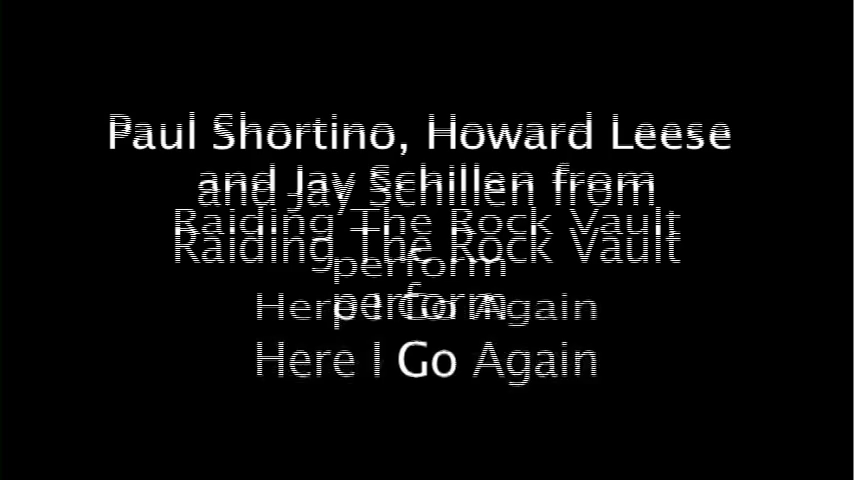 Paul Shortino, Howard Leese
and Jay Schillen from
Raiding The Rock Vault
perform
Here I Go Again